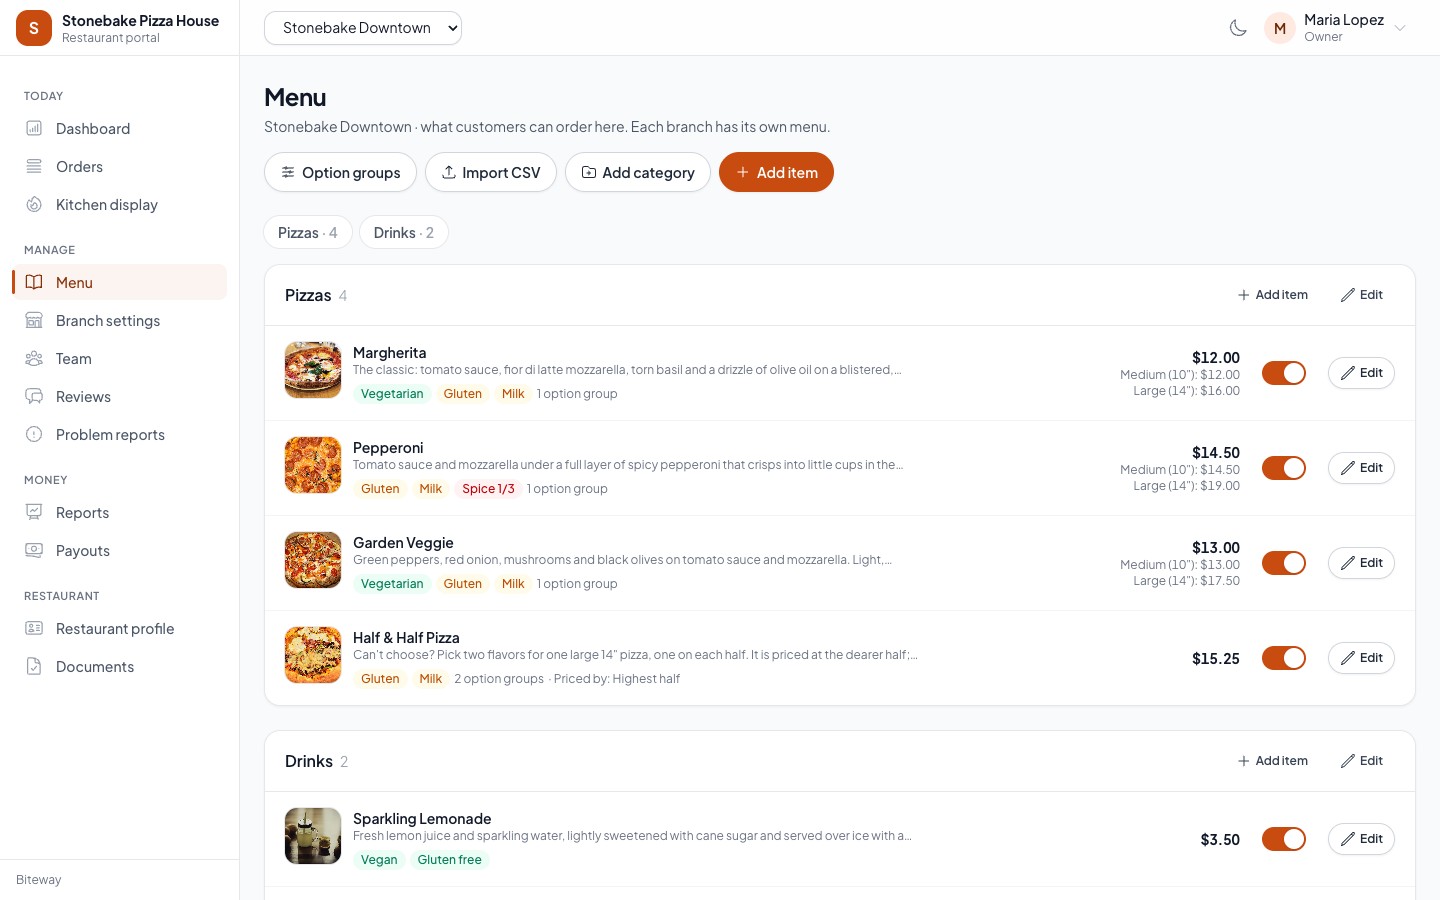 S
Stonebake Pizza House
Restaurant portal
Stonebake Downtown
M
Maria Lopez
Owner
TODAY
Dashboard
Orders
Kitchen display
MANAGE
Menu
Branch settings
Team
Reviews
Problem reports
MONEY
Reports
Payouts
RESTAURANT
Restaurant profile
Documents
Biteway
Menu
Stonebake Downtown · what customers can order here. Each branch has its own menu.
Option groups
Import CSV
Add category
Add item
Pizzas · 4
Drinks · 2
Pizzas 4
Add item
Edit
Margherita
The classic: tomato sauce, fior di latte mozzarella, torn basil and a drizzle of olive oil on a blistered,...
Vegetarian Gluten Milk 1 option group
$12.00
Medium (10"): $12.00
Large (14"): $16.00
Edit
Pepperoni
Tomato sauce and mozzarella under a full layer of spicy pepperoni that crisps into little cups in the...
Gluten Milk Spice 1/3 1 option group
$14.50
Medium (10"): $14.50
Large (14"): $19.00
Edit
Garden Veggie
Green peppers, red onion, mushrooms and black olives on tomato sauce and mozzarella. Light,...
Vegetarian Gluten Milk 1 option group
$13.00
Medium (10"): $13.00
Large (14"): $17.50
Edit
Half & Half Pizza
Can't choose? Pick two flavors for one large 14" pizza, one on each half. It is priced at the dearer half;...
Gluten Milk 2 option groups · Priced by: Highest half
$15.25
Edit
Drinks 2
Add item
Edit
Sparkling Lemonade
Fresh lemon juice and sparkling water, lightly sweetened with cane sugar and served over ice with a...
Vegan Gluten free
$3.50
Edit